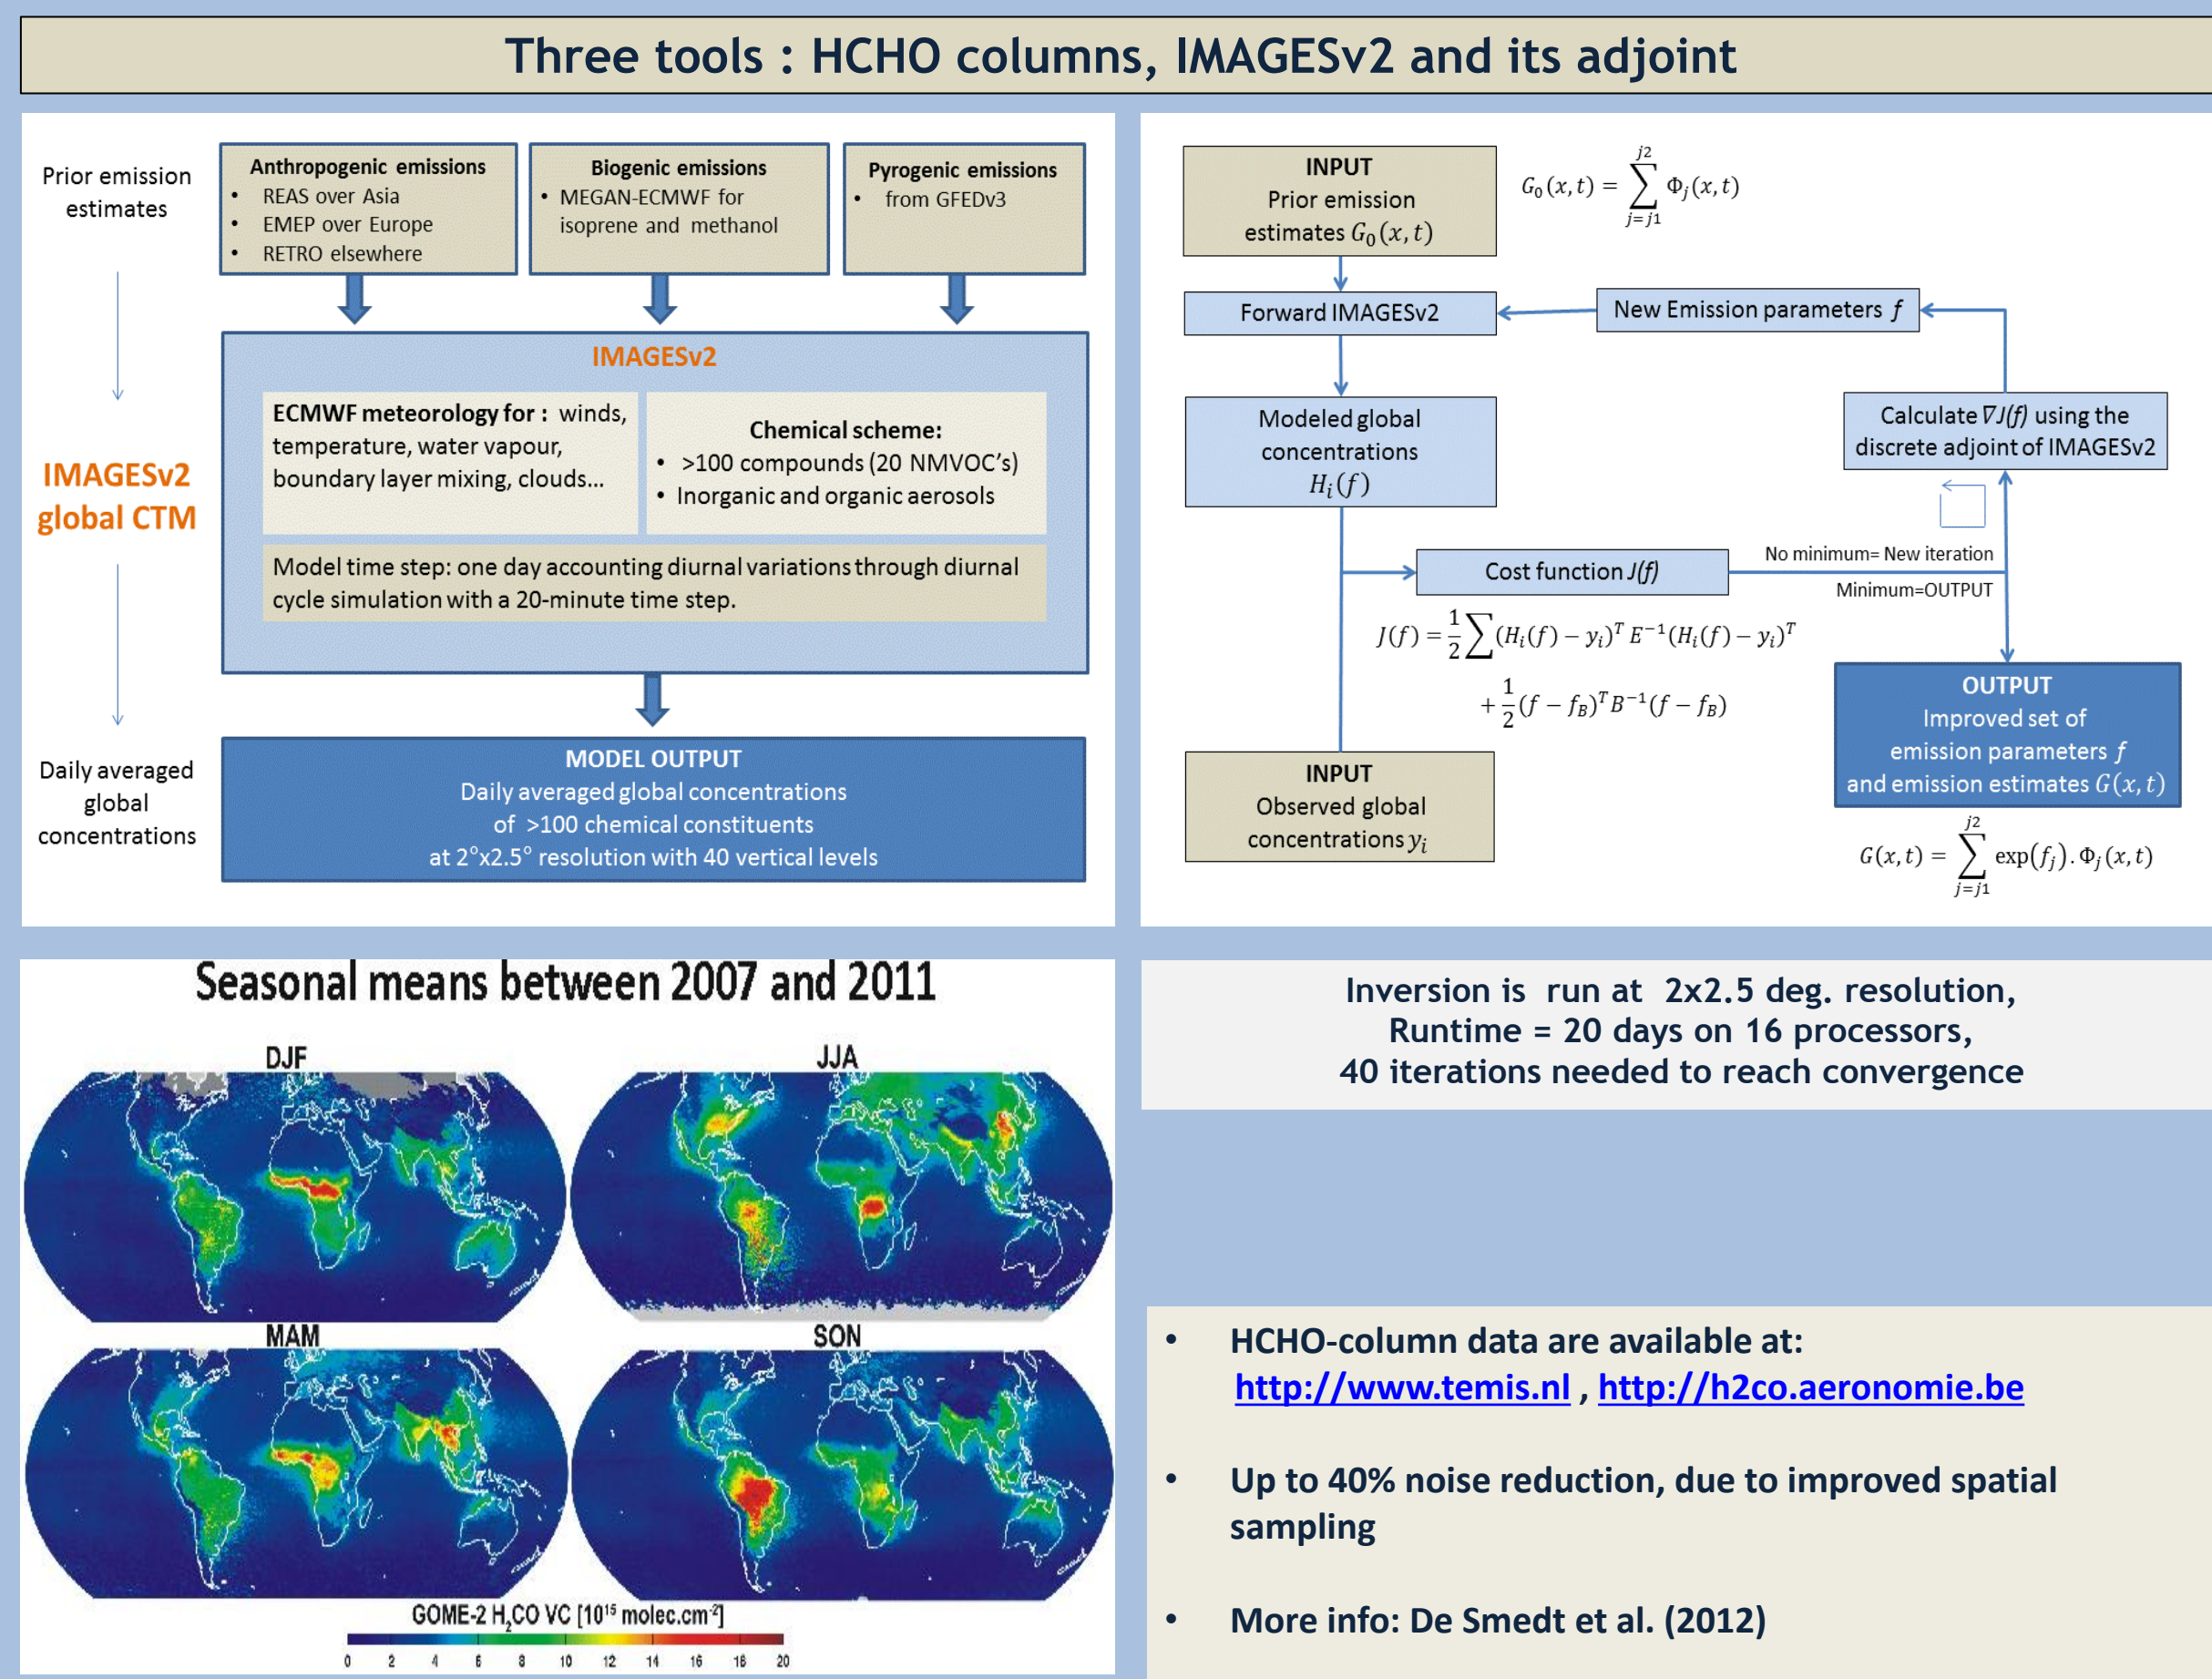 Three tools : HCHO columns, IMAGESv2 and its adjoint
Prior emission
estimates
IMAGESv2
global CTM
Daily averaged
global
concentrations
Anthropogenic emissions
• REAS over Asia
• EMEP over Europe
• RETRO elsewhere
Biogenic emissions
• MEGAN-ECMWF for
isoprene and methanol
Pyrogenic emissions
• from GFEDv3
IMAGESv2
ECMWF meteorology for : winds,
temperature, water vapour,
boundary layer mixing, clouds...
Chemical scheme:
• >100 compounds (20 NMVOC's)
• Inorganic and organic aerosols
Model time step: one day accounting diurnal variations through diurnal
cycle simulation with a 20-minute time step.
MODEL OUTPUT
Daily averaged global concentrations
of >100 chemical constituents
at 2°x2.5° resolution with 40 vertical levels
INPUT
Prior emission
estimates G₀(x,t)
G₀(x,t) = ∑_{j=j1}^{j2} Φ_j(x,t)
Forward IMAGESv2
New Emission parameters f
Modeled global
concentrations
H_i(f)
Calculate ∇J(f) using the
discrete adjoint of IMAGESv2
Cost function J(f)
No minimum= New iteration
Minimum=OUTPUT
J(f) = 1/2 ∑(H_i(f) − y_i)^T E^{−1}(H_i(f) − y_i)^T
+ 1/2 (f − f_B)^T B^{−1}(f − f_B)
INPUT
Observed global
concentrations y_i
OUTPUT
Improved set of
emission parameters f
and emission estimates G(x,t)
G(x,t) = ∑_{j=j1}^{j2} exp(f_j).Φ_j(x,t)
Seasonal means between 2007 and 2011
DJF
JJA
MAM
SON
GOME-2 H₂CO VC [10¹⁵ molec.cm⁻²]
0 2 4 6 8 10 12 14 16 18 20
Inversion is run at 2x2.5 deg. resolution,
Runtime = 20 days on 16 processors,
40 iterations needed to reach convergence
• HCHO-column data are available at:
http://www.temis.nl , http://h2co.aeronomie.be
• Up to 40% noise reduction, due to improved spatial
sampling
• More info: De Smedt et al. (2012)